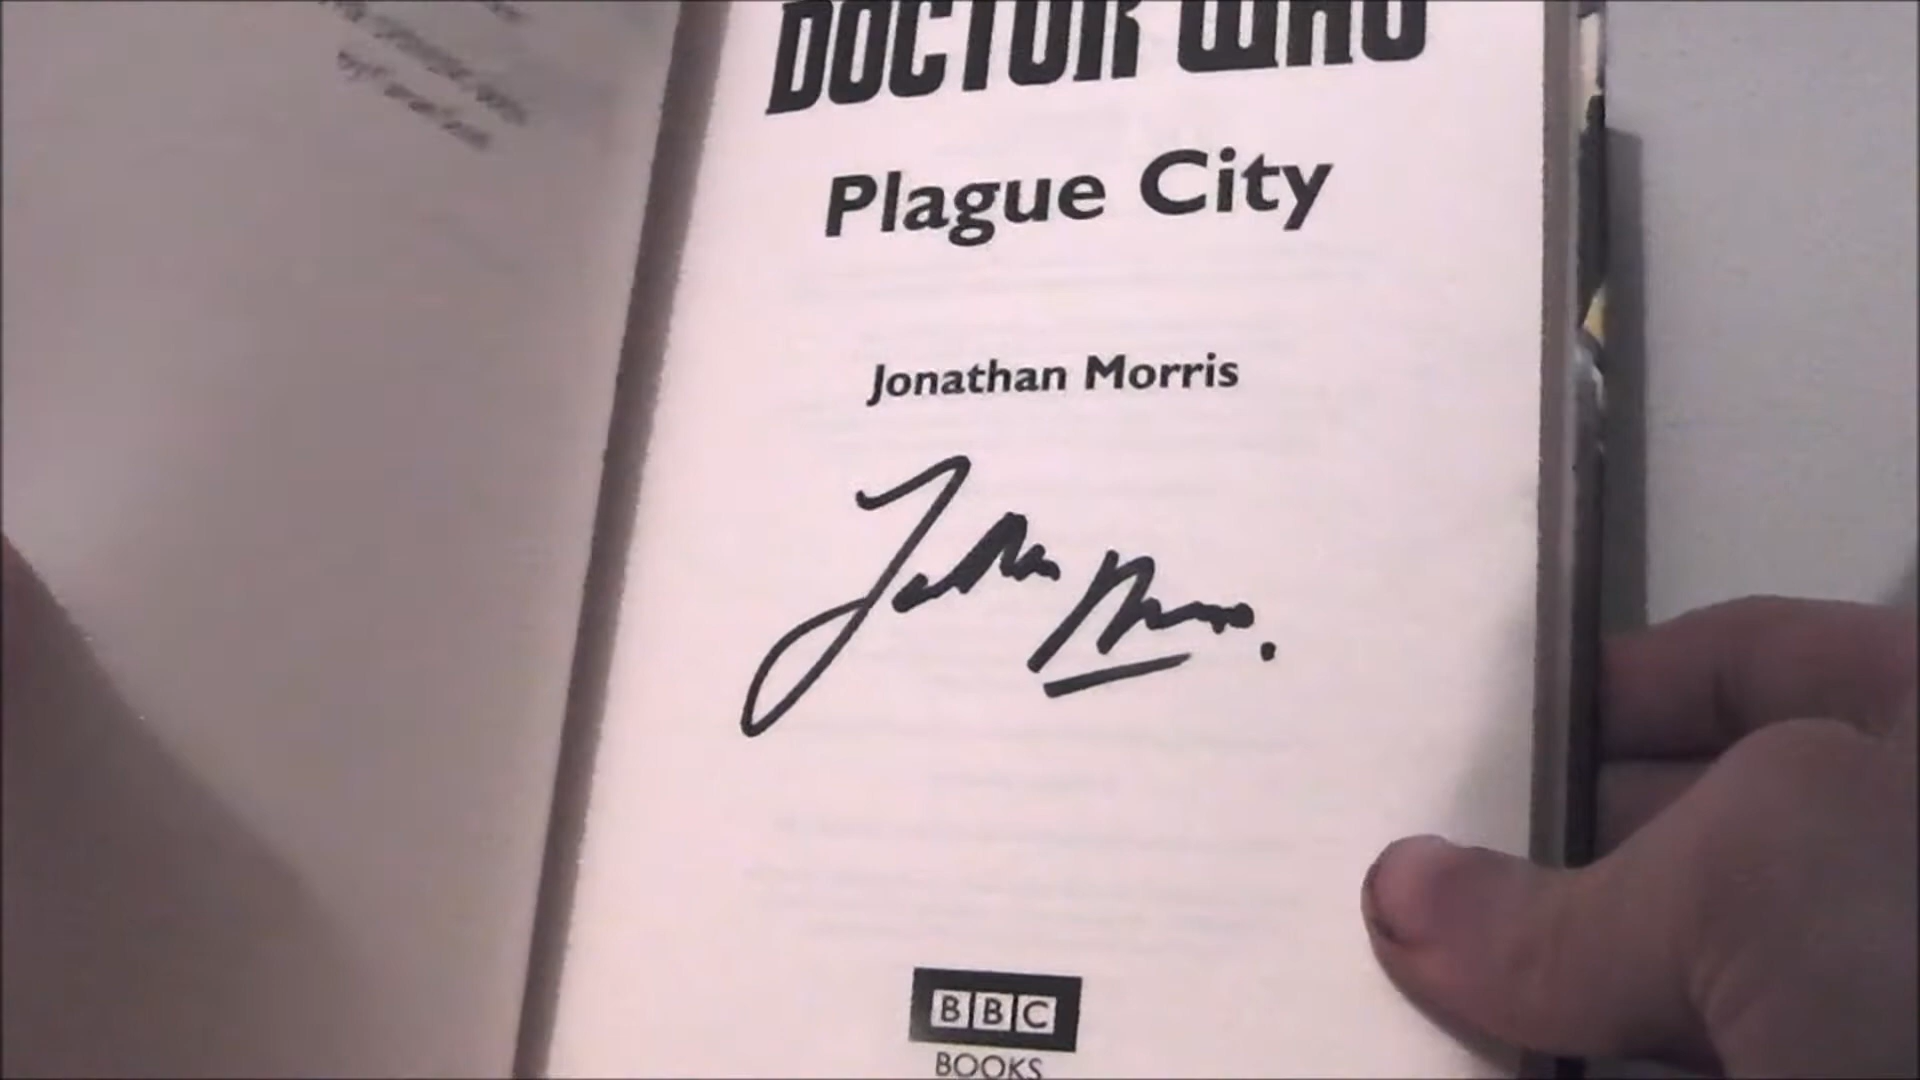 DOCTOR WHO
Plague City
Jonathan Morris
BBC
BOOKS